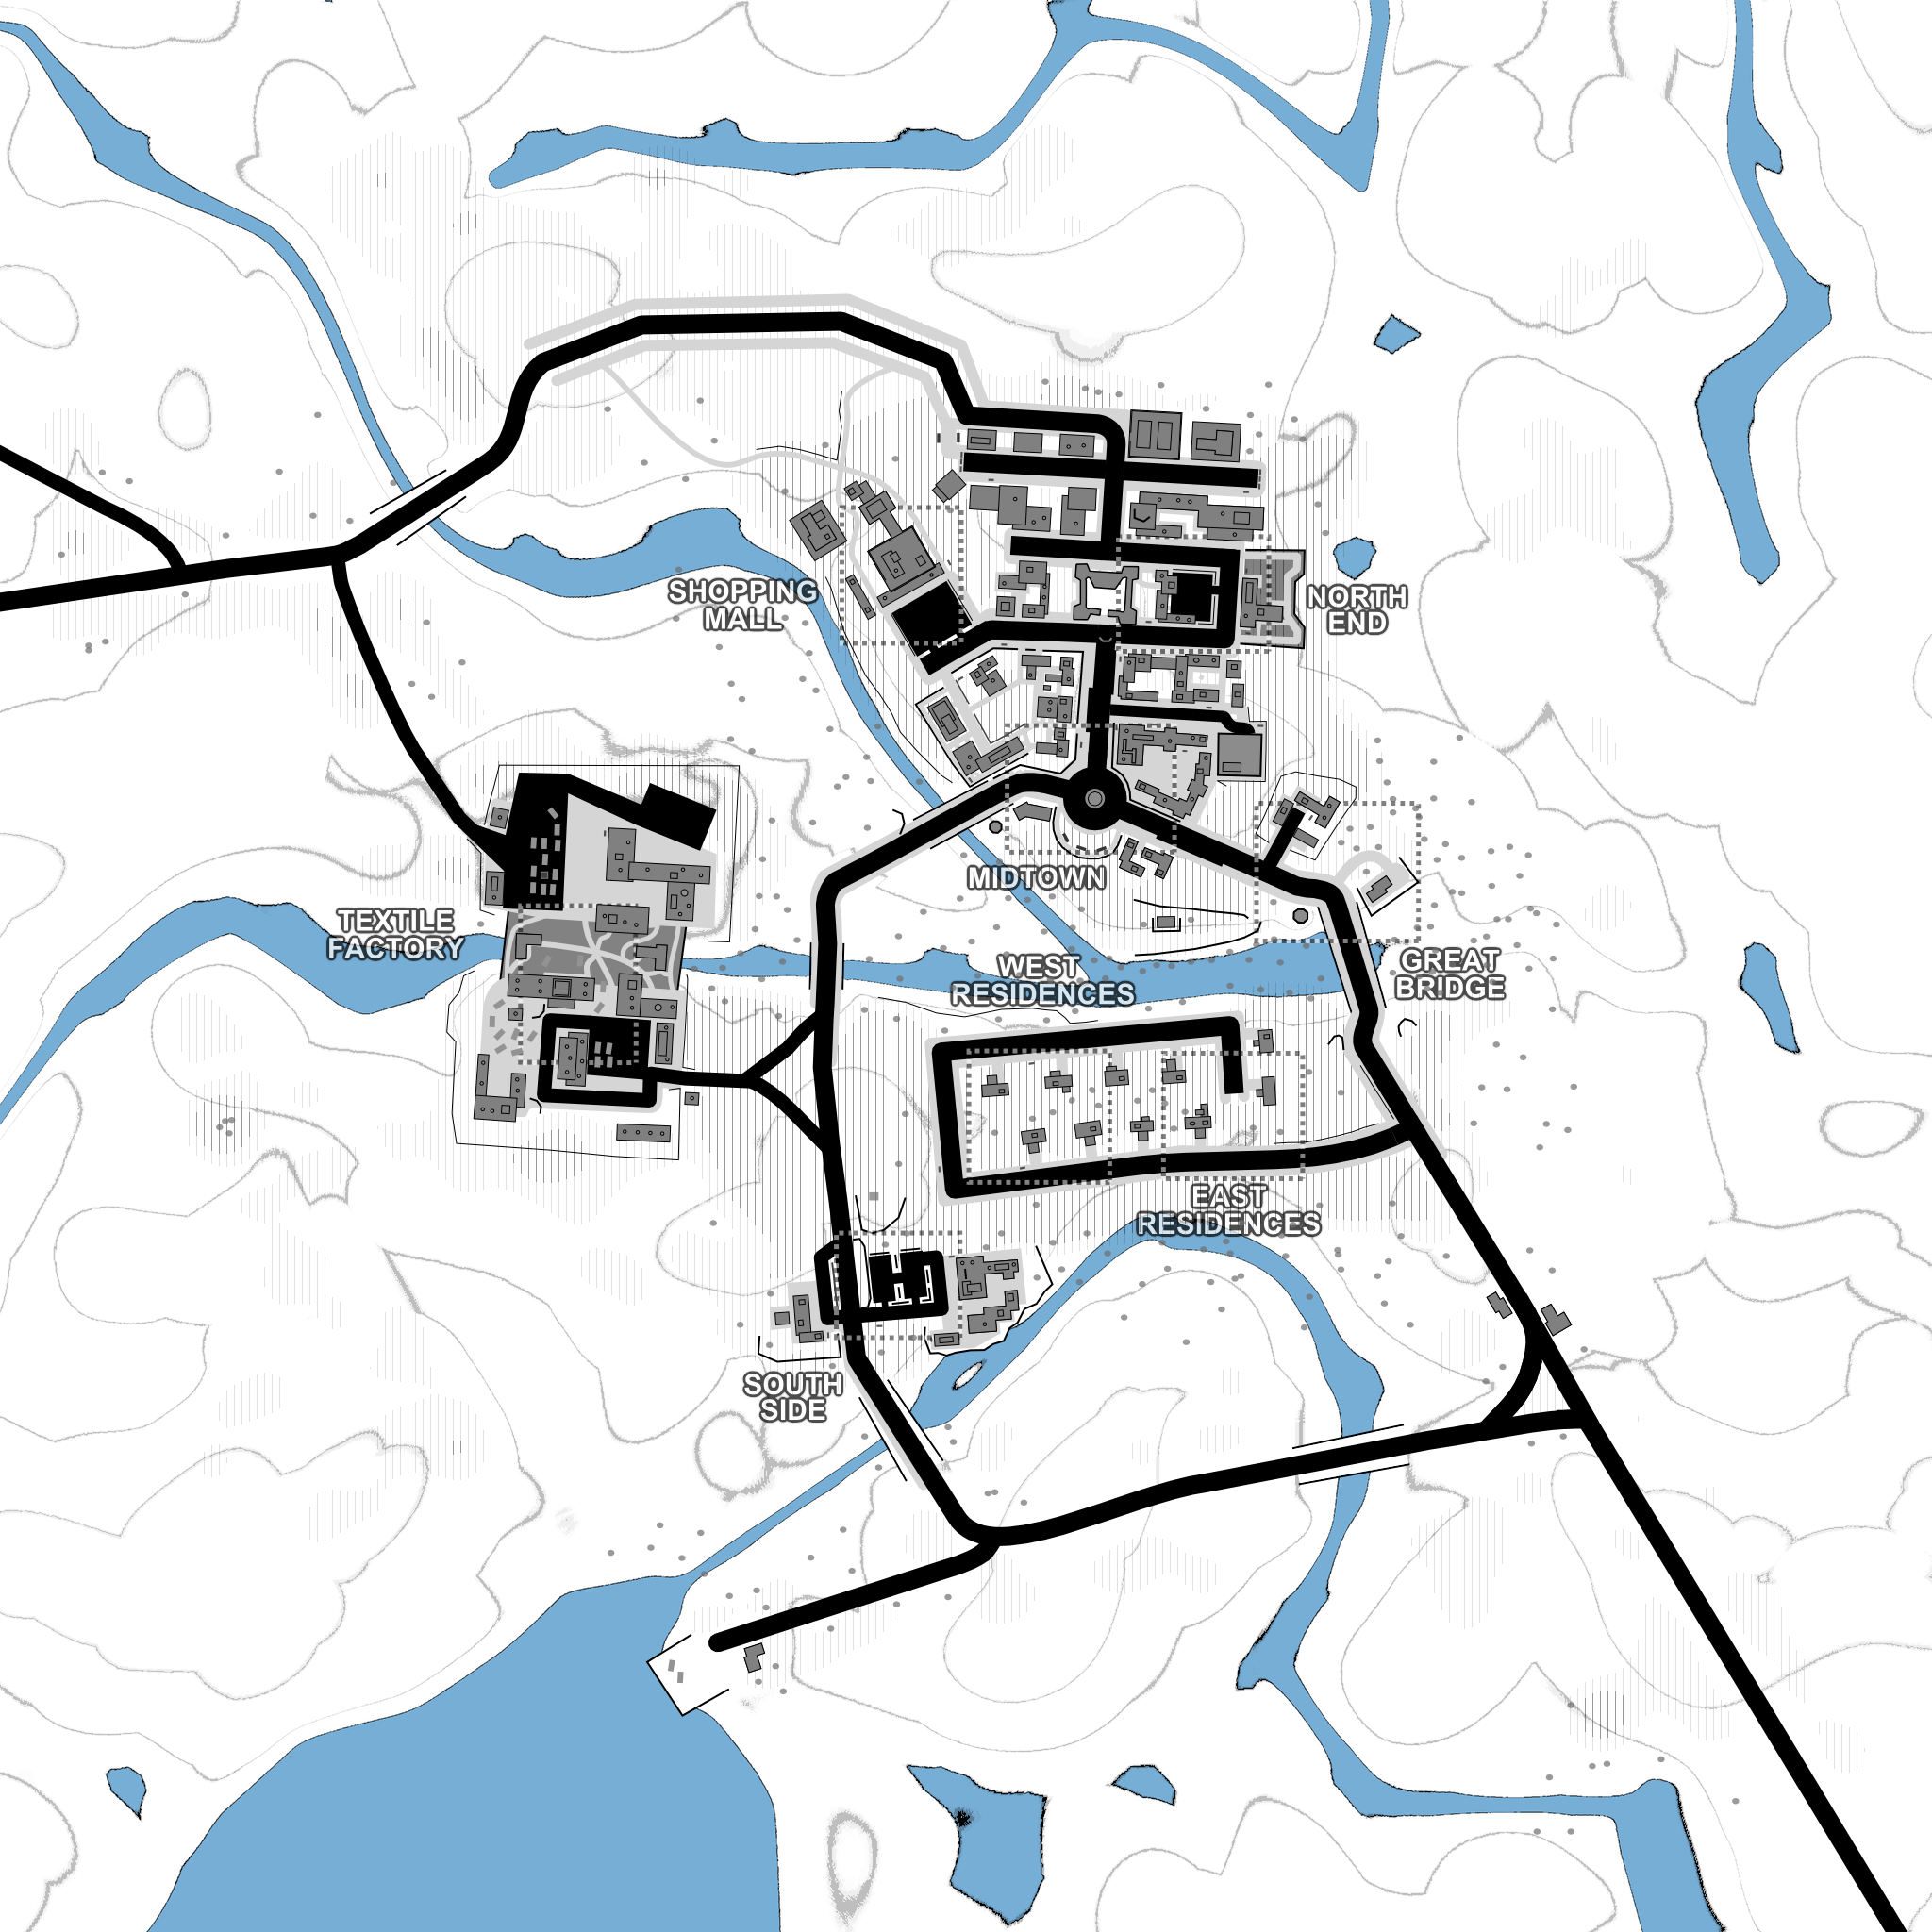 SHOPPING
MALL
NORTH
END
MIDTOWN
TEXTILE
FACTORY
WEST
RESIDENCES
GREAT
BRIDGE
EAST
RESIDENCES
SOUTH
SIDE